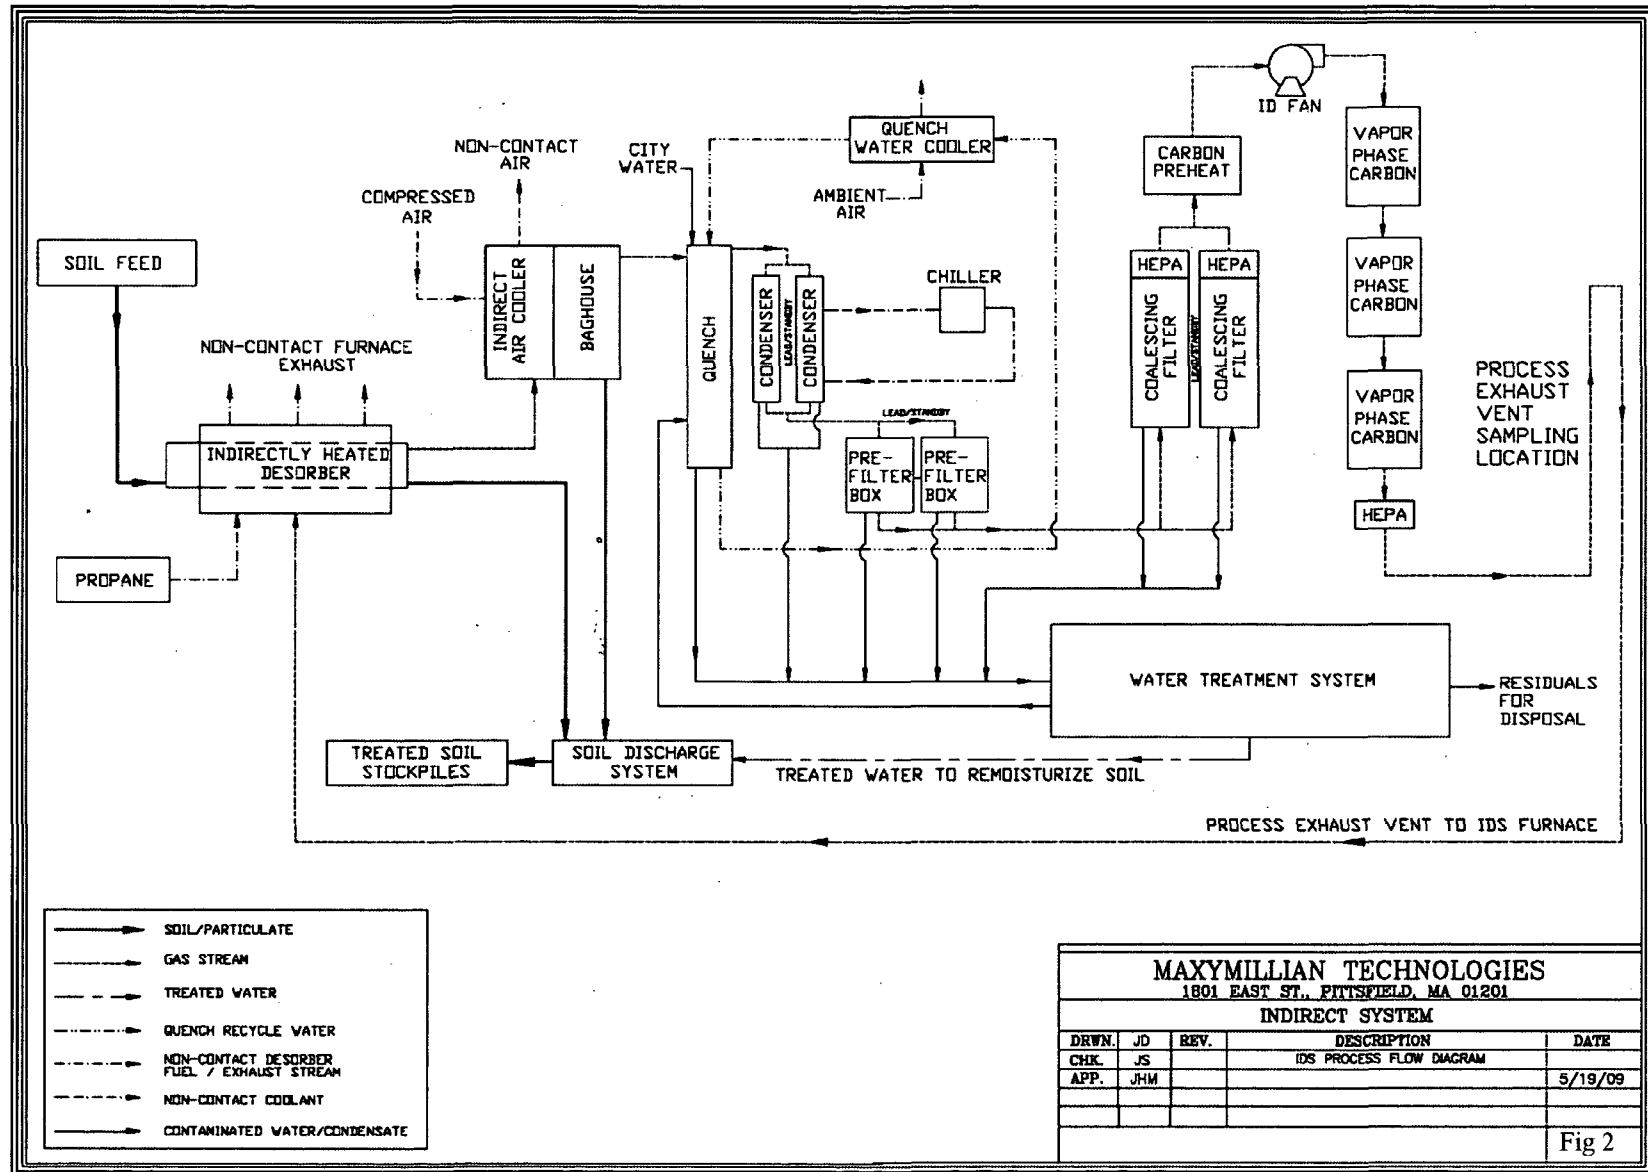 ID FAN
QUENCH
WATER COOLER
VAPOR
PHASE
CARBON
NON-CONTACT
AIR
CITY
WATER
CARBON
PREHEAT
COMPRESSED
AIR
AMBIENT
AIR
SOIL FEED
INDIRECT
AIR COOLER
BAGHOUSE
QUENCH
CONDENSER
LEAD/STANDBY
CONDENSER
CHILLER
HEPA
HEPA
COALESCING
FILTER
LEAD/STANDBY
COALESCING
FILTER
VAPOR
PHASE
CARBON
NON-CONTACT FURNACE
EXHAUST
PROCESS
EXHAUST
VENT
SAMPLING
LOCATION
VAPOR
PHASE
CARBON
LEAD/STANDBY
INDIRECTLY HEATED
DESORBER
PRE-
FILTER
BOX
PRE-
FILTER
BOX
HEPA
PROPANE
WATER TREATMENT SYSTEM
RESIDUALS
FOR
DISPOSAL
TREATED SOIL
STOCKPILES
SOIL DISCHARGE
SYSTEM
TREATED WATER TO REMOISTURIZE SOIL
PROCESS EXHAUST VENT TO IDS FURNACE
SOIL/PARTICULATE
GAS STREAM
TREATED WATER
QUENCH RECYCLE WATER
NON-CONTACT DESORBER
FUEL / EXHAUST STREAM
NON-CONTACT COOLANT
CONTAMINATED WATER/CONDENSATE
MAXYMILLIAN TECHNOLOGIES
1801 EAST ST., PITTSFIELD, MA 01201
INDIRECT SYSTEM
DRWN. JD REV. DESCRIPTION DATE
CHK. JS IDS PROCESS FLOW DIAGRAM
APP. JHM 5/19/09
Fig 2